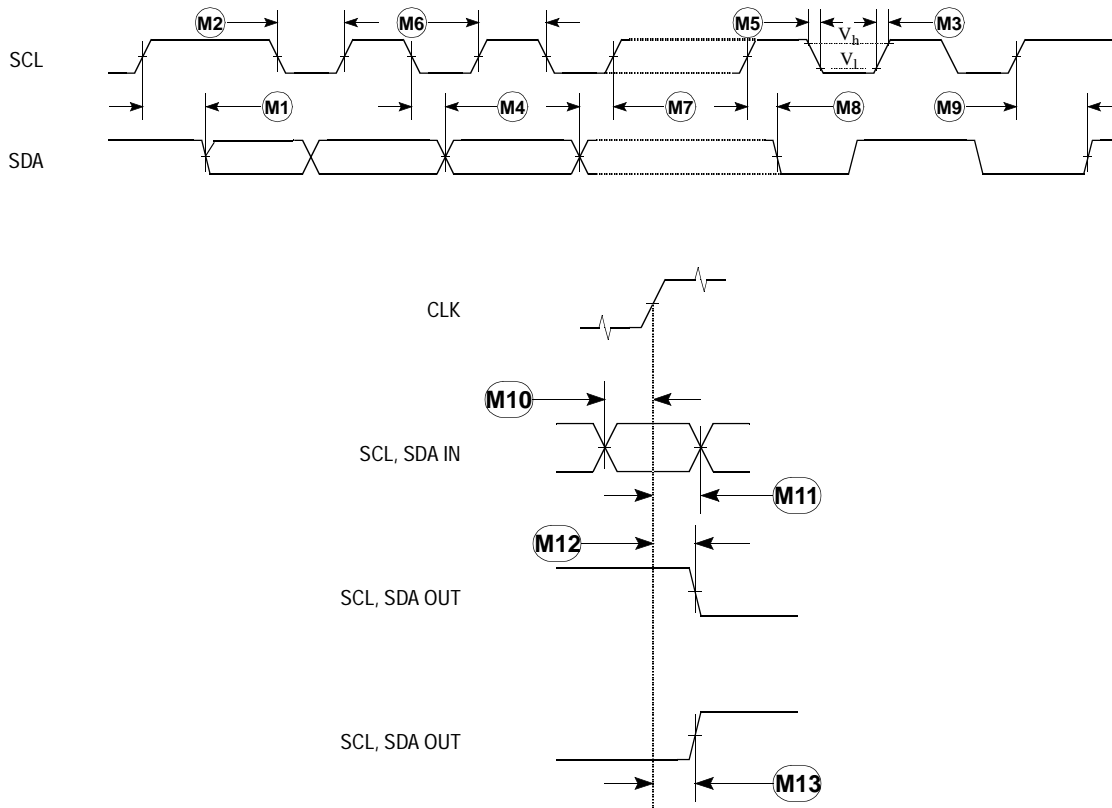 M2 M6 M5 M3
Vh
SCL
Vl
M1 M4 M7 M8 M9
SDA
CLK
M10
SCL, SDA IN
M11
M12
SCL, SDA OUT
SCL, SDA OUT
M13